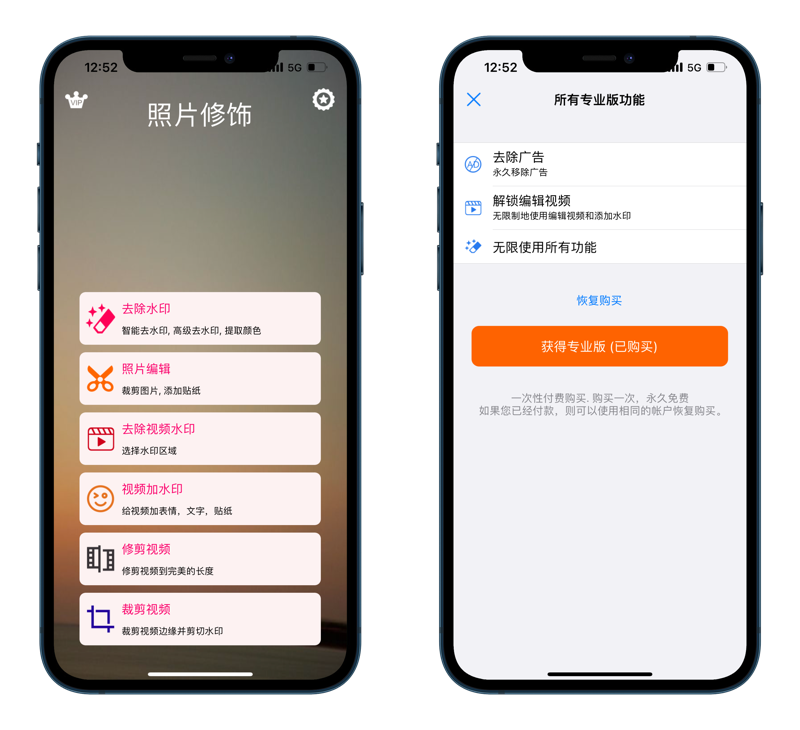 12:52
5G
VIP
照片修饰
去除水印
智能去水印, 高级去水印, 提取颜色
照片编辑
裁剪图片, 添加贴纸
去除视频水印
选择水印区域
视频加水印
给视频加表情，文字，贴纸
修剪视频
修剪视频到完美的长度
裁剪视频
裁剪视频边缘并剪切水印
12:52
5G
所有专业版功能
AD
去除广告
永久移除广告
解锁编辑视频
无限制地使用编辑视频和添加水印
无限使用所有功能
恢复购买
获得专业版 (已购买)
一次性付费购买. 购买一次，永久免费
如果您已经付款，则可以使用相同的帐户恢复购买。